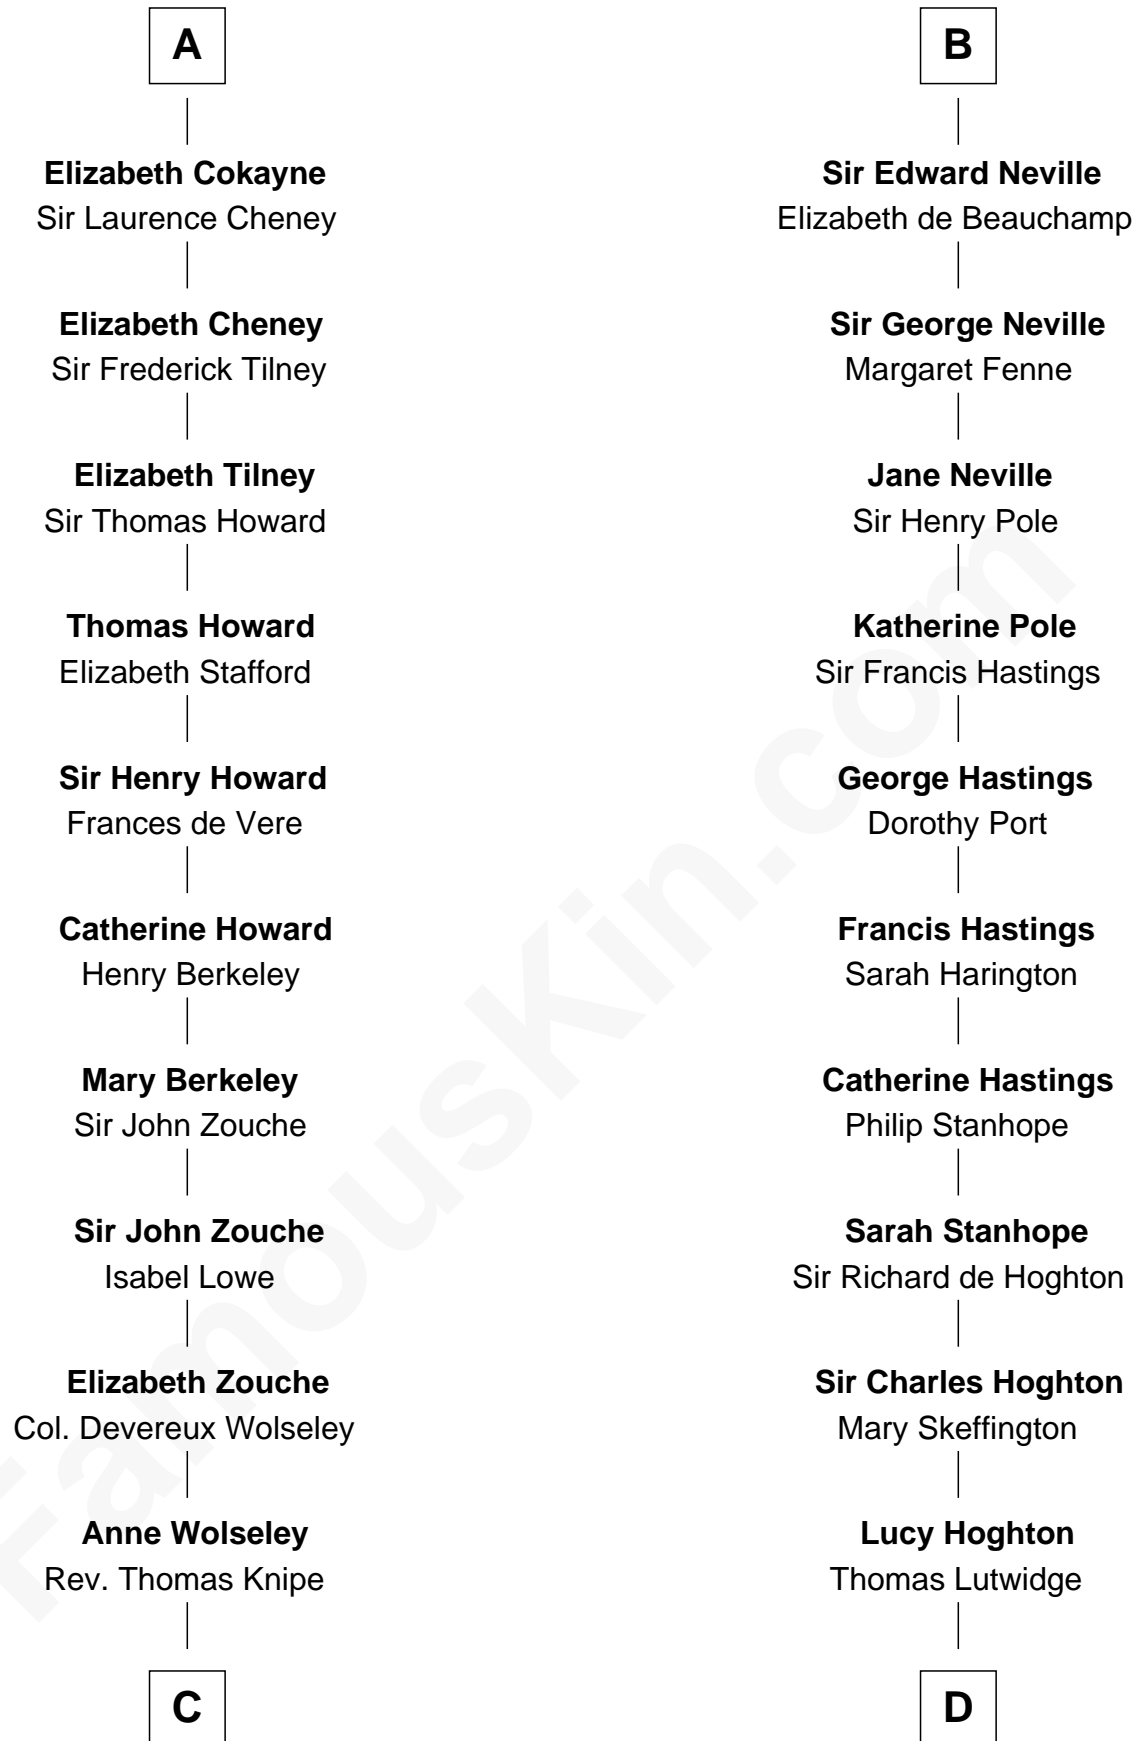 A
Elizabeth Cokayne
Sir Laurence Cheney
Elizabeth Cheney
Sir Frederick Tilney
Elizabeth Tilney
Sir Thomas Howard
Thomas Howard
Elizabeth Stafford
Sir Henry Howard
Frances de Vere
Catherine Howard
Henry Berkeley
Mary Berkeley
Sir John Zouche
Sir John Zouche
Isabel Lowe
Elizabeth Zouche
Col. Devereux Wolseley
Anne Wolseley
Rev. Thomas Knipe
C
B
Sir Edward Neville
Elizabeth de Beauchamp
Sir George Neville
Margaret Fenne
Jane Neville
Sir Henry Pole
Katherine Pole
Sir Francis Hastings
George Hastings
Dorothy Port
Francis Hastings
Sarah Harington
Catherine Hastings
Philip Stanhope
Sarah Stanhope
Sir Richard de Hoghton
Sir Charles Hoghton
Mary Skeffington
Lucy Hoghton
Thomas Lutwidge
D
FamousKin.com